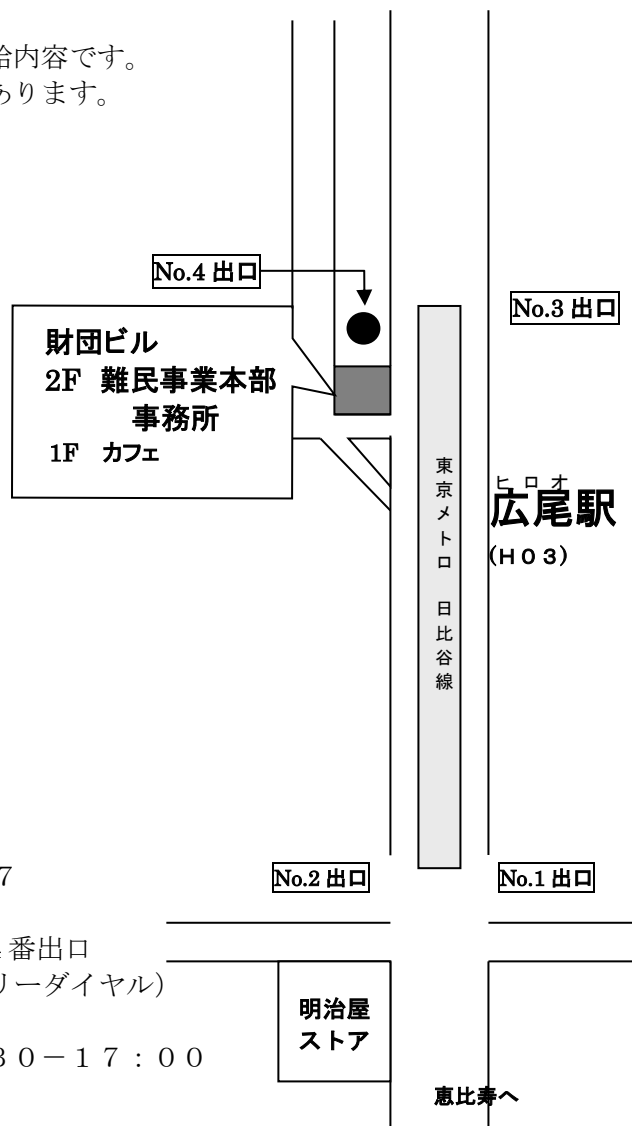 給内容です。
あります。
No.4 出口
No.3 出口
財団ビル
2F 難民事業本部
事務所
1F カフェ
東京メトロ 日比谷線
ヒロオ
広尾駅
(Ｈ０３)
７
No.2 出口
No.1 出口
番出口
リーダイヤル）
明治屋
ストア
３０－１７：００
恵比寿へ